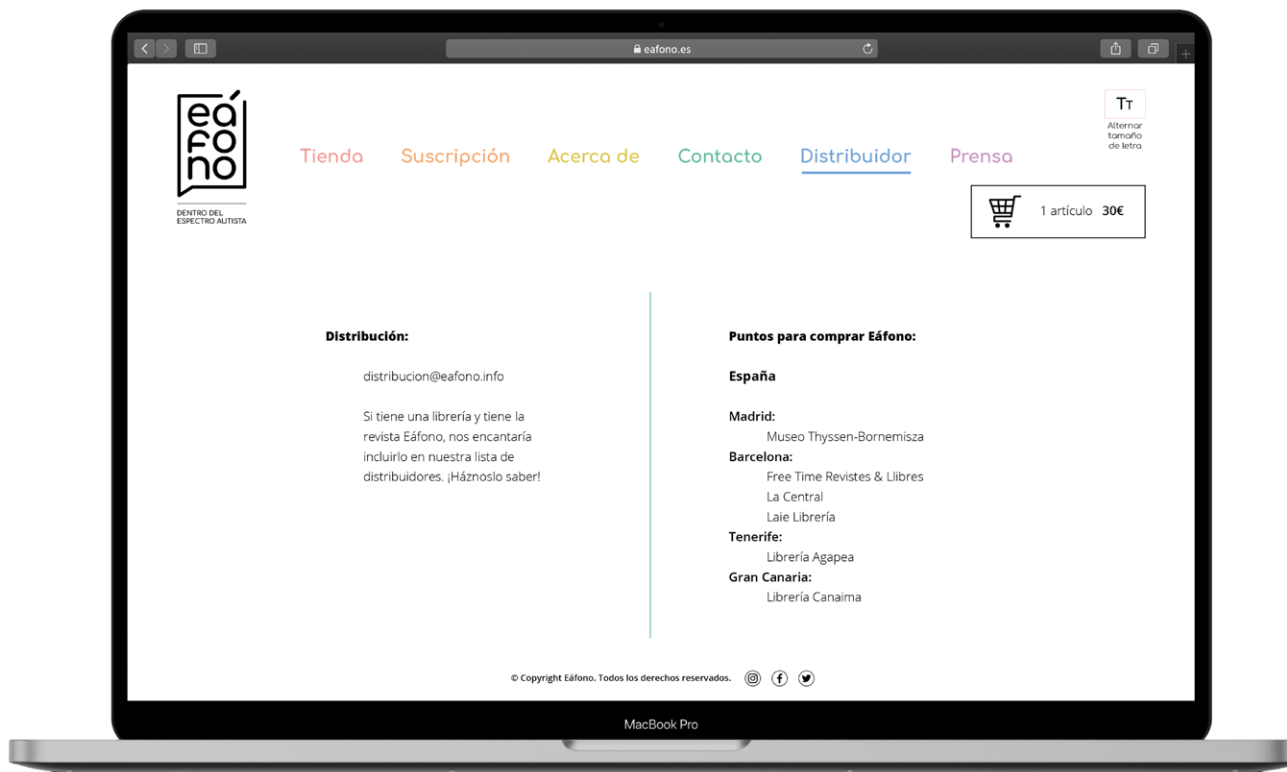 eafono.es
eá
fo
no
DENTRO DEL
ESPECTRO AUTISTA
Tienda
Suscripción
Acerca de
Contacto
Distribuidor
Prensa
TT
Alternar
tamaño
de letra
1 artículo 30€
Distribución:
distribucion@eafono.info
Si tiene una librería y tiene la
revista Eáfono, nos encantaría
incluirlo en nuestra lista de
distribuidores. ¡Háznoslo saber!
Puntos para comprar Eáfono:
España
Madrid:
Museo Thyssen-Bornemisza
Barcelona:
Free Time Revistes & Llibres
La Central
Laie Librería
Tenerife:
Librería Agapea
Gran Canaria:
Librería Canaima
© Copyright Eáfono. Todos los derechos reservados.
MacBook Pro